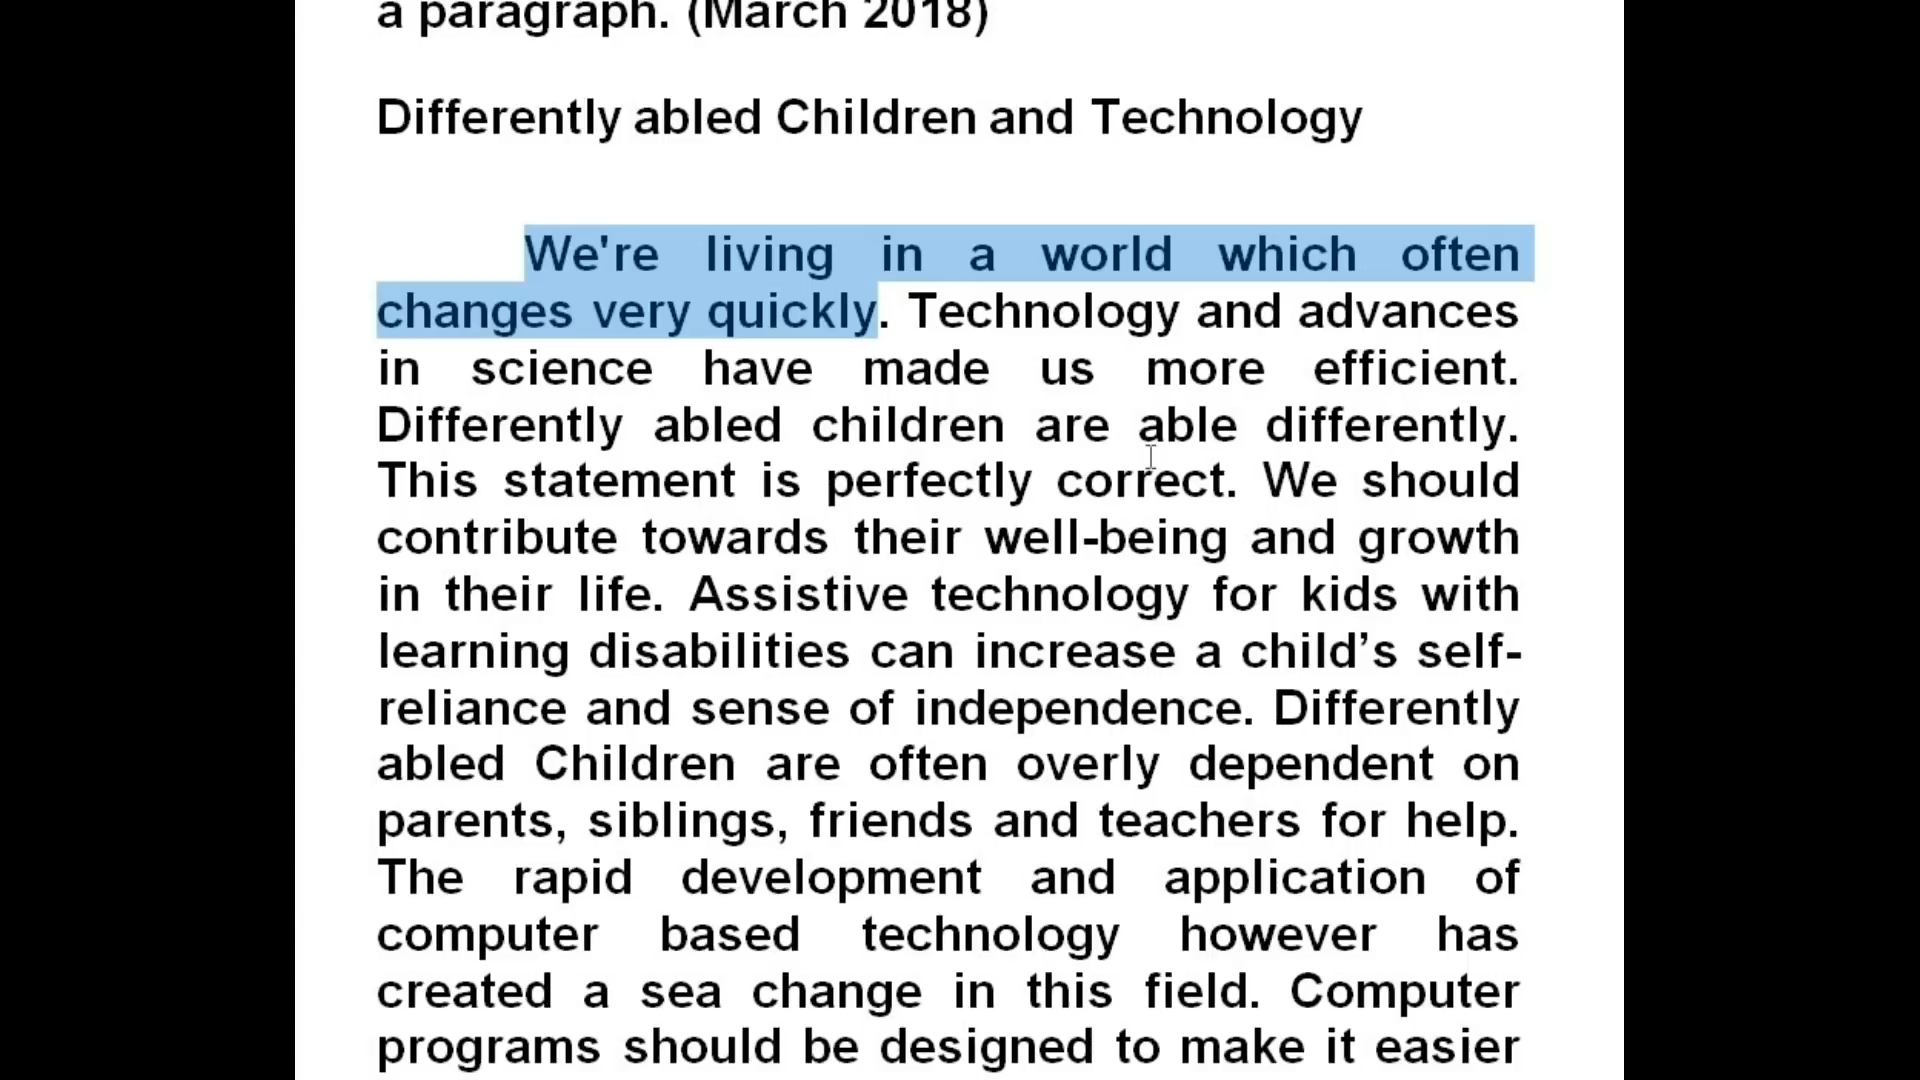 a paragraph. (March 2018)
Differently abled Children and Technology
We're living in a world which often
changes very quickly. Technology and advances
in science have made us more efficient.
Differently abled children are able differently.
This statement is perfectly correct. We should
contribute towards their well-being and growth
in their life. Assistive technology for kids with
learning disabilities can increase a child’s self-
reliance and sense of independence. Differently
abled Children are often overly dependent on
parents, siblings, friends and teachers for help.
The rapid development and application of
computer based technology however has
created a sea change in this field. Computer
programs should be designed to make it easier